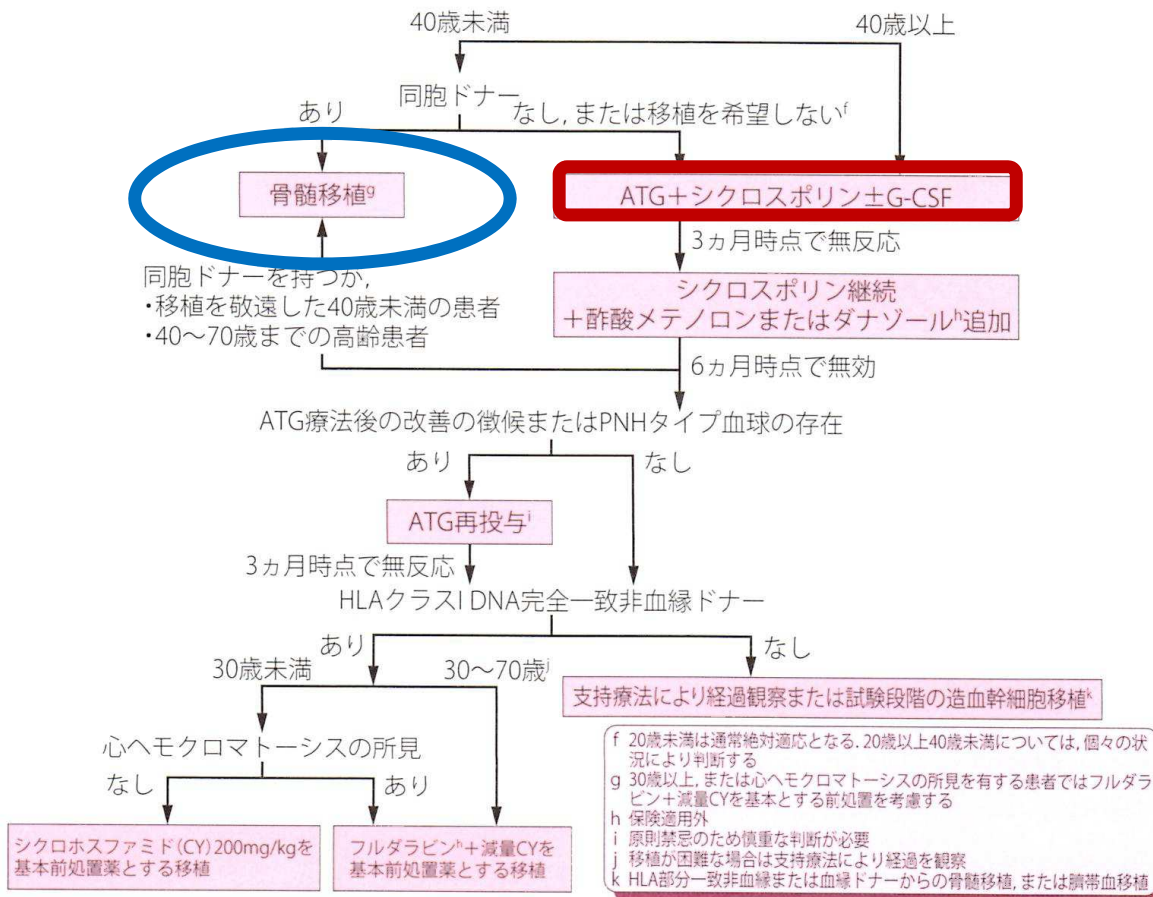 40歳未満
40歳以上
同胞ドナー
あり
なし, または移植を希望しないf
骨髄移植g
ATG+シクロスポリン±G-CSF
3ヵ月時点で無反応
同胞ドナーを持つか,
・移植を敬遠した40歳未満の患者
・40〜70歳までの高齢患者
シクロスポリン継続
+酢酸メテノロンまたはダナゾールh追加
6ヵ月時点で無効
ATG療法後の改善の徴候またはPNHタイプ血球の存在
あり
なし
ATG再投与i
3ヵ月時点で無反応
HLAクラスI DNA完全一致非血縁ドナー
あり
なし
30歳未満
30〜70歳j
支持療法により経過観察または試験段階の造血幹細胞移植k
心ヘモクロマトーシスの所見
なし
あり
シクロホスファミド(CY)200mg/kgを
基本前処置薬とする移植
フルダラビンh+減量CYを
基本前処置薬とする移植
f 20歳未満は通常絶対適応となる. 20歳以上40歳未満については, 個々の状
況により判断する
g 30歳以上, または心ヘモクロマトーシスの所見を有する患者ではフルダラ
ビン+減量CYを基本とする前処置を考慮する
h 保険適用外
i 原則禁忌のため慎重な判断が必要
j 移植が困難な場合は支持療法により経過を観察
k HLA部分一致非血縁または血縁ドナーからの骨髄移植, または臍帯血移植